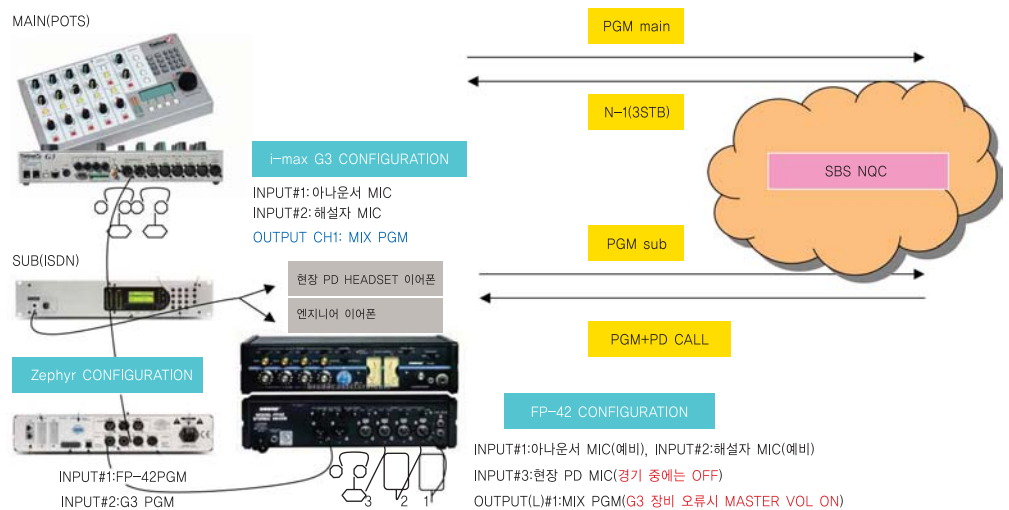 MAIN(POTS)
PGM main
N-1(3STB)
SBS NQC
i-max G3 CONFIGURATION
INPUT#1:아나운서 MIC
INPUT#2:해설자 MIC
OUTPUT CH1: MIX PGM
PGM sub
SUB(ISDN)
현장 PD HEADSET 이어폰
엔지니어 이어폰
PGM+PD CALL
Zephyr CONFIGURATION
FP-42 CONFIGURATION
INPUT#1:아나운서 MIC(예비), INPUT#2:해설자 MIC(예비)
INPUT#3:현장 PD MIC(경기 중에는 OFF)
OUTPUT(L)#1:MIX PGM(G3 장비 오류시 MASTER VOL ON)
INPUT#1:FP-42PGM
INPUT#2:G3 PGM
3 2 1